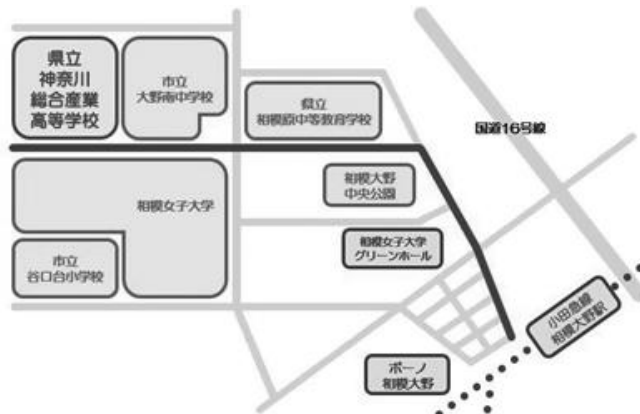 県立
神奈川
総合産業
高等学校
市立
大野南中学校
県立
相模原中等教育学校
国道16号線
相模女子大学
相模大野
中央公園
市立
谷口台小学校
相模女子大学
グリーンホール
小田急線
相模大野駅
ボーノ
相模大野